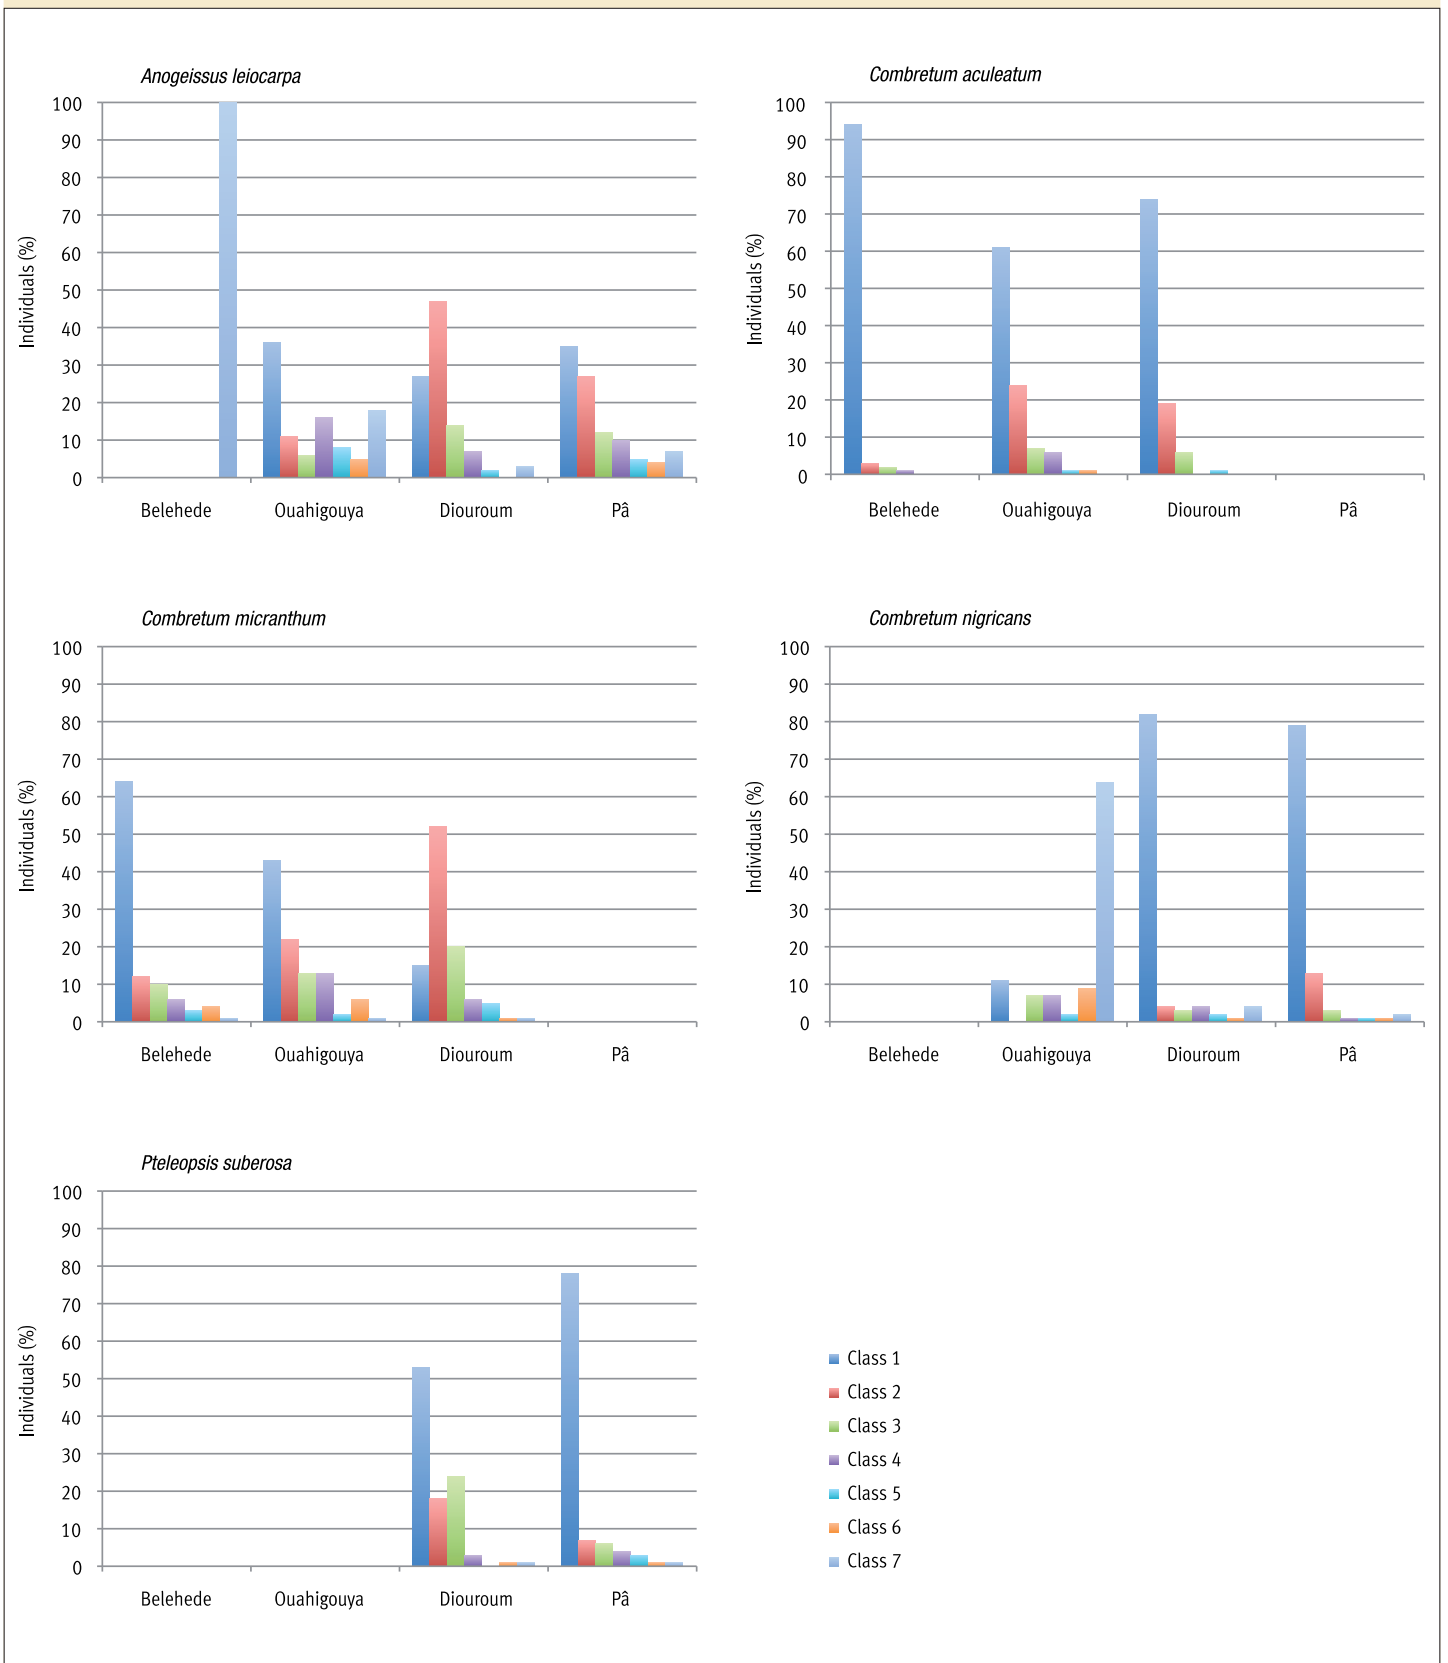 Anogeissus leiocarpa
Individuals (%)
100
90
80
70
60
50
40
30
20
10
0
Belehede Ouahigouya Diouroum Pâ
Combretum aculeatum
Individuals (%)
100
90
80
70
60
50
40
30
20
10
0
Belehede Ouahigouya Diouroum Pâ
Combretum micranthum
Individuals (%)
100
90
80
70
60
50
40
30
20
10
0
Belehede Ouahigouya Diouroum Pâ
Combretum nigricans
Individuals (%)
100
90
80
70
60
50
40
30
20
10
0
Belehede Ouahigouya Diouroum Pâ
Pteleopsis suberosa
Individuals (%)
100
90
80
70
60
50
40
30
20
10
0
Belehede Ouahigouya Diouroum Pâ
Class 1
Class 2
Class 3
Class 4
Class 5
Class 6
Class 7